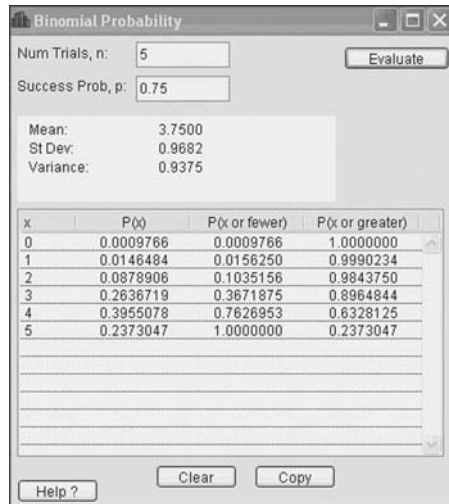 Binomial Probability
Num Trials, n: 5
Evaluate
Success Prob, p: 0.75
Mean: 3.7500
St Dev: 0.9682
Variance: 0.9375
x P(x) P(x or fewer) P(x or greater)
0 0.0009766 0.0009766 1.0000000
1 0.0146484 0.0156250 0.9990234
2 0.0878906 0.1035156 0.9843750
3 0.2636719 0.3671875 0.8964844
4 0.3955078 0.7626953 0.6328125
5 0.2373047 1.0000000 0.2373047
Clear Copy
Help ?